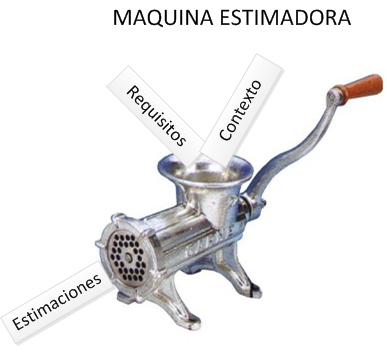 MAQUINA ESTIMADORA
Requisitos
Contexto
Estimaciones